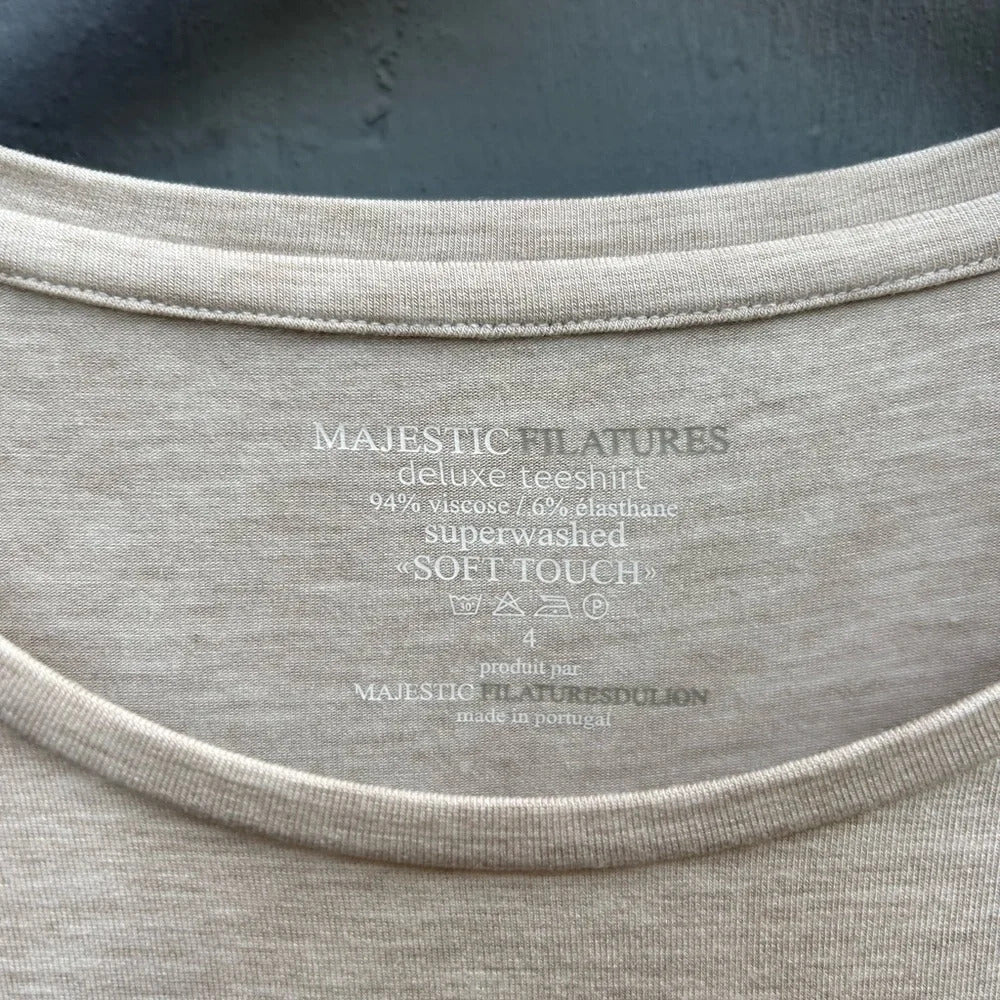 MAJESTIC FILATURES
deluxe teeshirt
94% viscose / 6% élasthane
superwashed
«SOFT TOUCH»
30° P
4
produit par
MAJESTIC FILATURESDULION
made in portugal